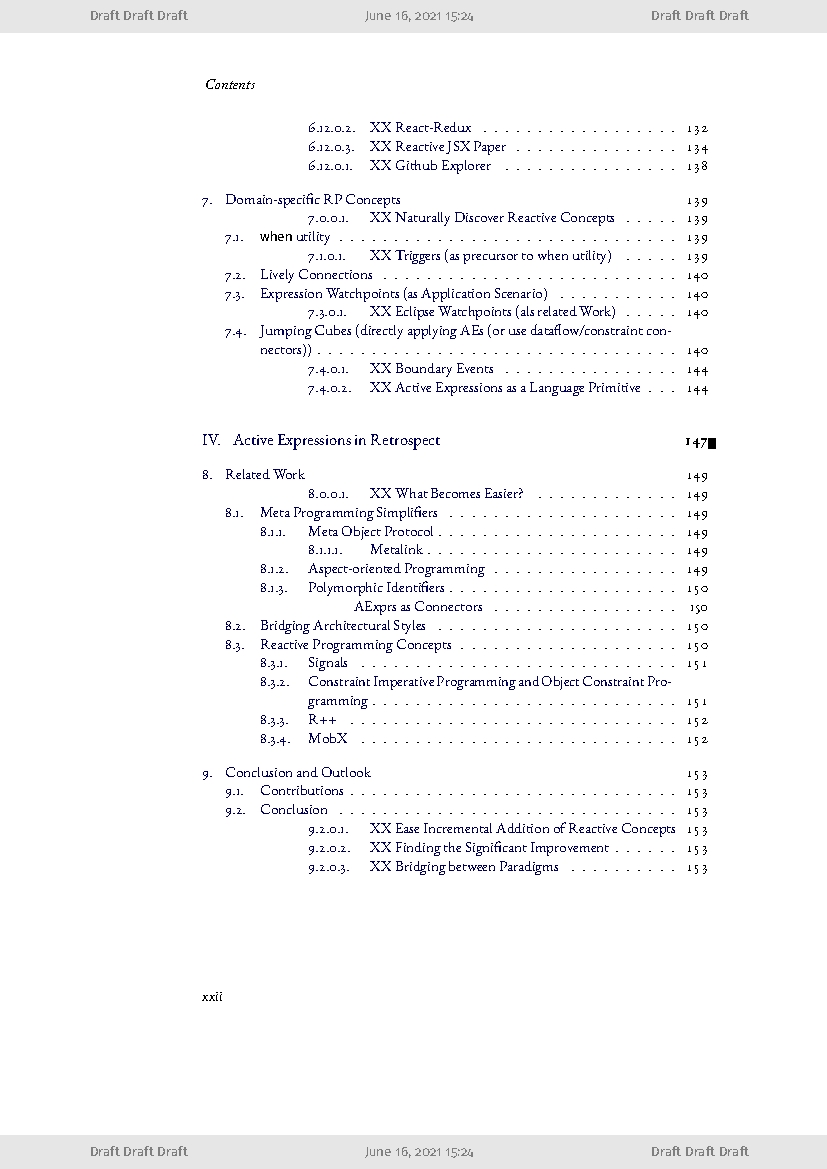 Draft Draft Draft June 16, 2021 15:24 Draft Draft Draft
Contents
6.12.0.2. XX React-Redux . . . . . . . . . . . . . . . . . . 132
6.12.0.3. XX Reactive JSX Paper . . . . . . . . . . . . . . . 134
6.12.0.1. XX Github Explorer . . . . . . . . . . . . . . . . 138
7. Domain-specific RP Concepts 139
7.0.0.1. XX Naturally Discover Reactive Concepts . . . . . 139
7.1. when utility . . . . . . . . . . . . . . . . . . . . . . . . . . . . . . . 139
7.1.0.1. XX Triggers (as precursor to when utility) . . . . . 139
7.2. Lively Connections . . . . . . . . . . . . . . . . . . . . . . . . . . . 140
7.3. Expression Watchpoints (as Application Scenario) . . . . . . . . . . . 140
7.3.0.1. XX Eclipse Watchpoints (als related Work) . . . . . 140
7.4. Jumping Cubes (directly applying AEs (or use dataflow/constraint con-
nectors)) . . . . . . . . . . . . . . . . . . . . . . . . . . . . . . . . . 140
7.4.0.1. XX Boundary Events . . . . . . . . . . . . . . . . 144
7.4.0.2. XX Active Expressions as a Language Primitive . . . 144
IV. Active Expressions in Retrospect 147
8. Related Work 149
8.0.0.1. XX What Becomes Easier? . . . . . . . . . . . . . 149
8.1. Meta Programming Simplifiers . . . . . . . . . . . . . . . . . . . . . 149
8.1.1. Meta Object Protocol . . . . . . . . . . . . . . . . . . . . . . 149
8.1.1.1. Metalink . . . . . . . . . . . . . . . . . . . . . . . 149
8.1.2. Aspect-oriented Programming . . . . . . . . . . . . . . . . . 149
8.1.3. Polymorphic Identifiers . . . . . . . . . . . . . . . . . . . . . 150
AExprs as Connectors . . . . . . . . . . . . . . . . . 150
8.2. Bridging Architectural Styles . . . . . . . . . . . . . . . . . . . . . . 150
8.3. Reactive Programming Concepts . . . . . . . . . . . . . . . . . . . . 150
8.3.1. Signals . . . . . . . . . . . . . . . . . . . . . . . . . . . . . 151
8.3.2. Constraint Imperative Programming and Object Constraint Pro-
gramming . . . . . . . . . . . . . . . . . . . . . . . . . . . . 151
8.3.3. R++ . . . . . . . . . . . . . . . . . . . . . . . . . . . . . . 152
8.3.4. MobX . . . . . . . . . . . . . . . . . . . . . . . . . . . . . 152
9. Conclusion and Outlook 153
9.1. Contributions . . . . . . . . . . . . . . . . . . . . . . . . . . . . . . 153
9.2. Conclusion . . . . . . . . . . . . . . . . . . . . . . . . . . . . . . . 153
9.2.0.1. XX Ease Incremental Addition of Reactive Concepts 153
9.2.0.2. XX Finding the Significant Improvement . . . . . . 153
9.2.0.3. XX Bridging between Paradigms . . . . . . . . . . 153
xxii
Draft Draft Draft June 16, 2021 15:24 Draft Draft Draft